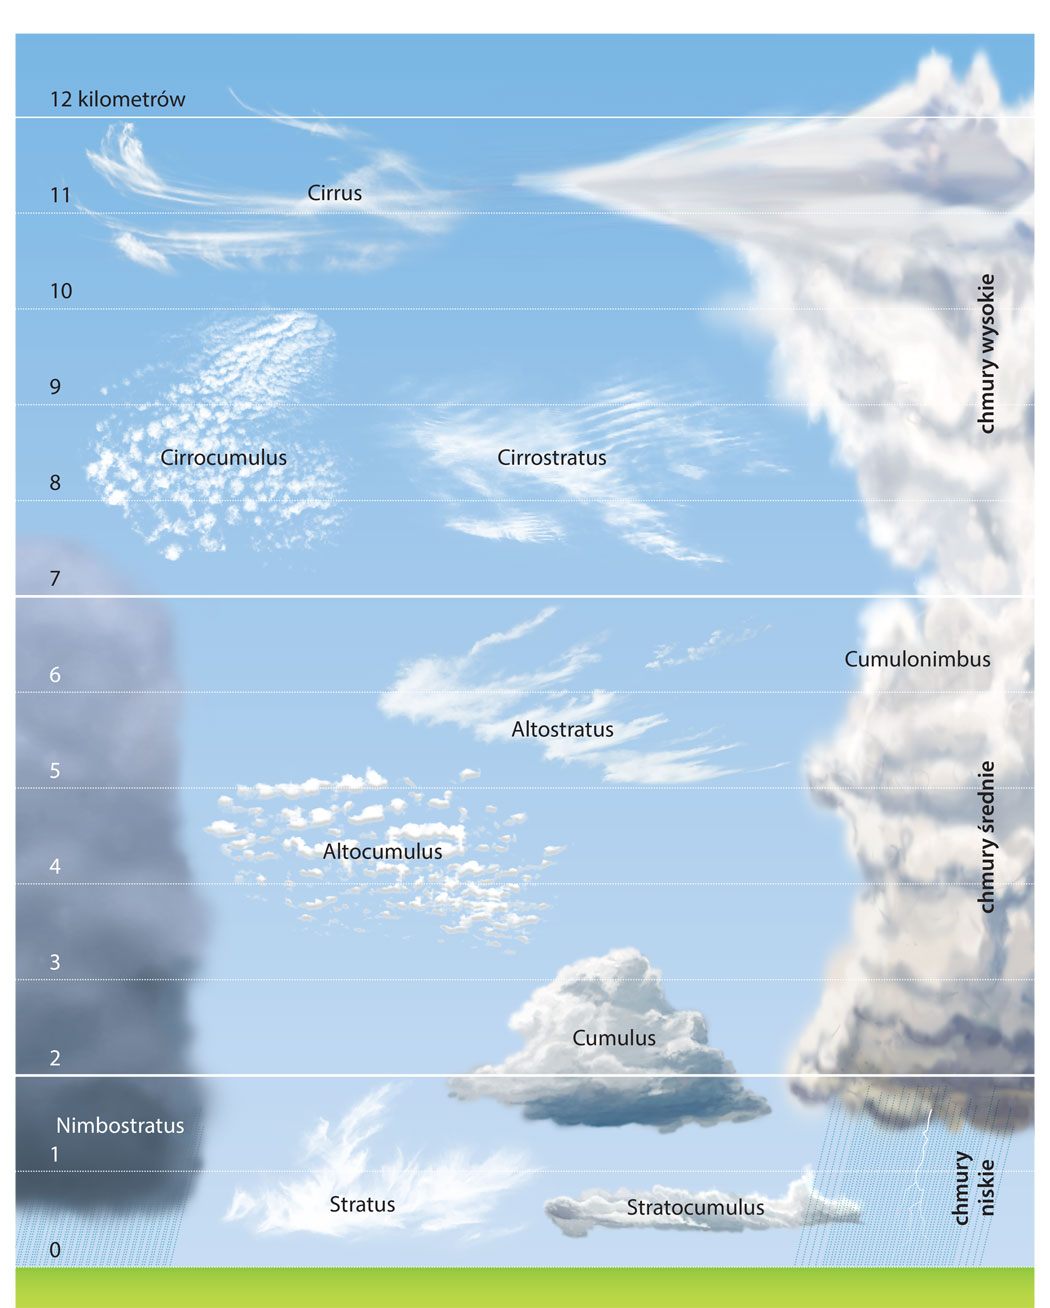 12 kilometrów
11
Cirrus
10
chmury wysokie
9
Cirrocumulus
Cirrostratus
8
7
6
Cumulonimbus
Altostratus
5
chmury średnie
Altocumulus
4
3
Cumulus
2
Nimbostratus
1
chmury
niskie
Stratus
Stratocumulus
0